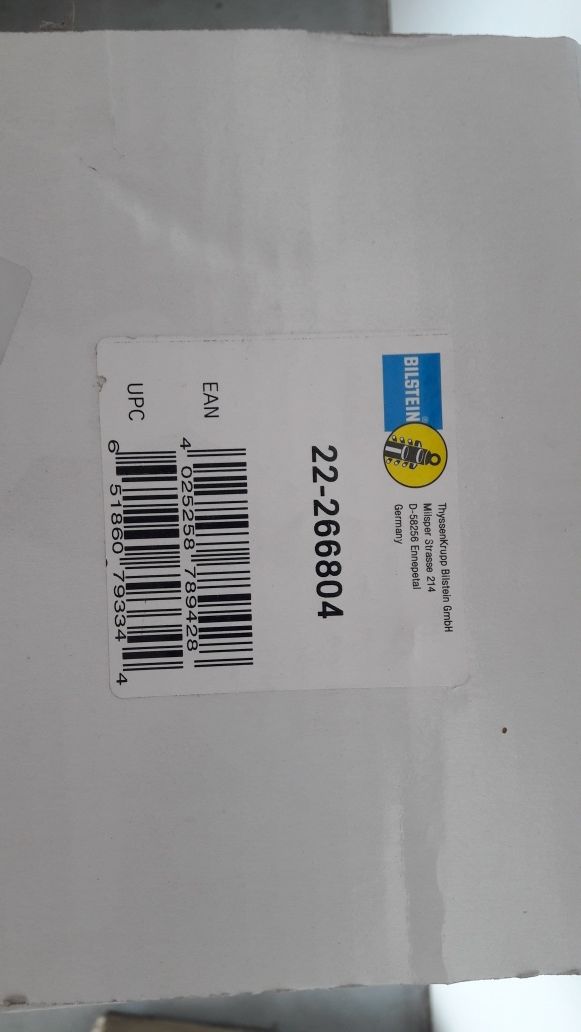 BILSTEIN®
ThyssenKrupp Bilstein GmbH
Milsper Strasse 214
D-58256 Ennepetal
Germany
22-266804
EAN
4 025258 789428
UPC
6 51860 79334 4